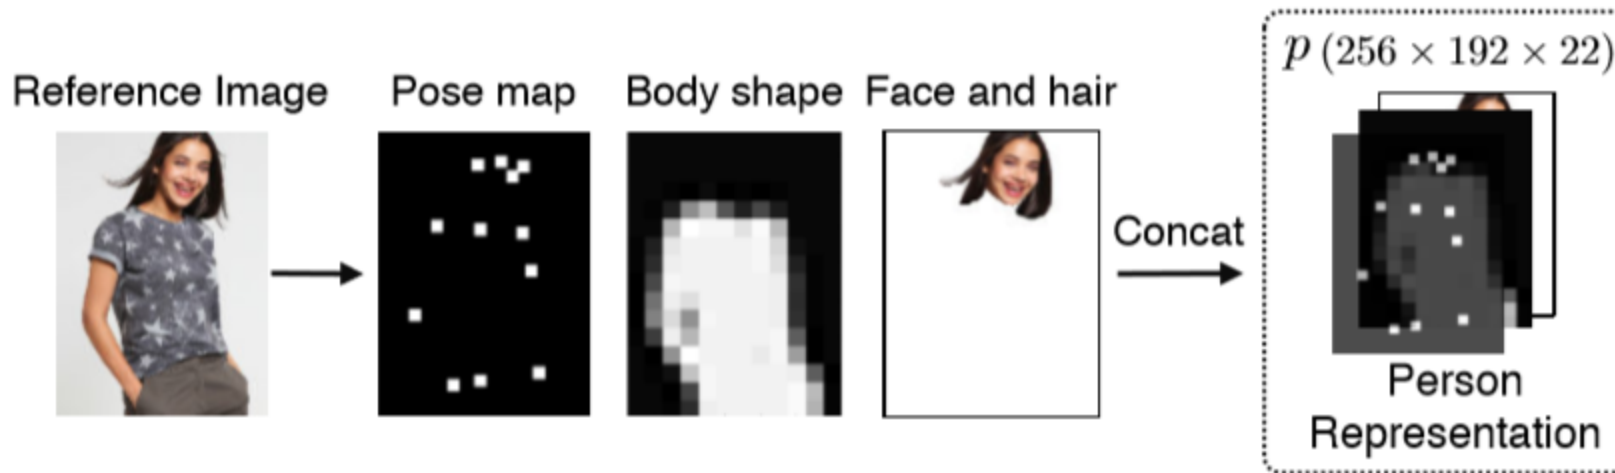 Reference Image
Pose map
Body shape
Face and hair
Concat
p (256 × 192 × 22)
Person
Representation